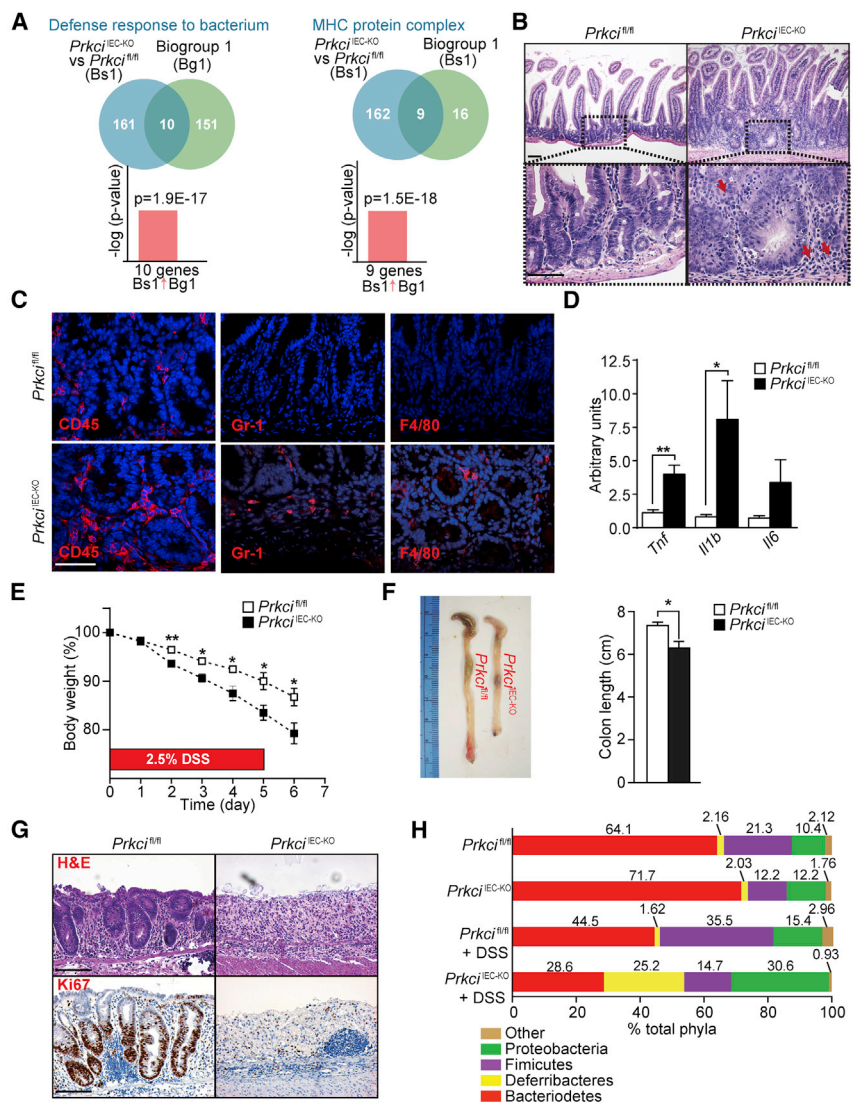 A
Defense response to bacterium
Prkci IEC-KO
vs Prkci fl/fl
(Bs1)
Biogroup 1
(Bg1)
161
10
151
-log (p-value)
p=1.9E-17
10 genes
Bs1↑Bg1
MHC protein complex
Prkci IEC-KO
vs Prkci fl/fl
(Bs1)
Biogroup 1
(Bs1)
162
9
16
-log (p-value)
p=1.5E-18
9 genes
Bs1↑Bg1
B
Prkci fl/fl
Prkci IEC-KO
C
Prkci fl/fl
CD45
Gr-1
F4/80
Prkci IEC-KO
CD45
Gr-1
F4/80
D
Prkci fl/fl
Prkci IEC-KO
Arbitrary units
12.5
10.0
7.5
5.0
2.5
0.0
**
*
Tnf
Il1b
Il6
E
Prkci fl/fl
Prkci IEC-KO
Body weight (%)
100
90
80
**
*
*
*
*
2.5% DSS
0 1 2 3 4 5 6 7
Time (day)
F
Prkci fl/fl
Prkci IEC-KO
Prkci fl/fl
Prkci IEC-KO
Colon length (cm)
8
6
4
2
0
*
G
Prkci fl/fl
Prkci IEC-KO
H&E
Ki67
H
Prkci fl/fl
64.1
2.16
21.3
10.4
2.12
Prkci IEC-KO
71.7
2.03
12.2
12.2
1.76
Prkci fl/fl
+ DSS
44.5
1.62
35.5
15.4
2.96
Prkci IEC-KO
+ DSS
28.6
25.2
14.7
30.6
0.93
0 20 40 60 80 100
% total phyla
Other
Proteobacteria
Fimicutes
Deferribacteres
Bacteriodetes